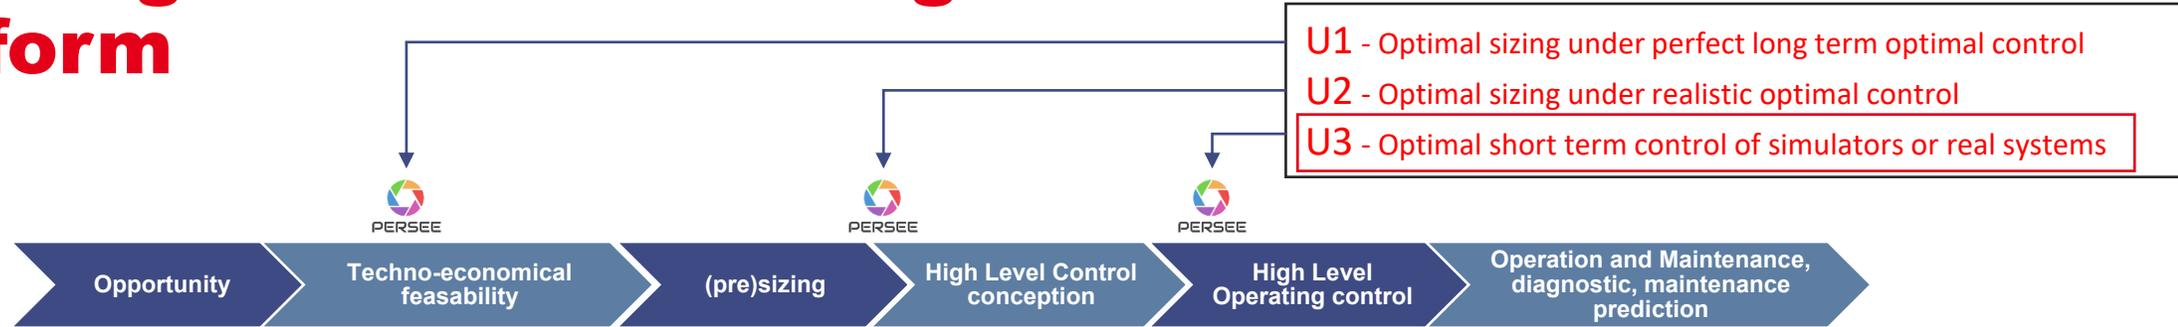 form
U1 - Optimal sizing under perfect long term optimal control
U2 - Optimal sizing under realistic optimal control
U3 - Optimal short term control of simulators or real systems
PERSEE
PERSEE
PERSEE
Opportunity
Techno-economical
feasability
(pre)sizing
High Level Control
conception
High Level
Operating control
Operation and Maintenance,
diagnostic, maintenance
prediction